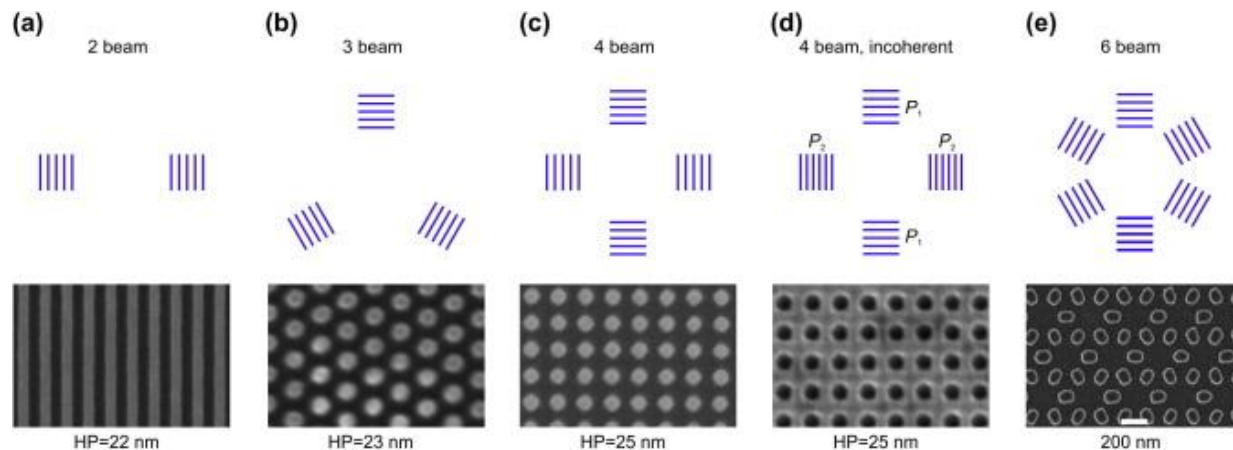 (a)
2 beam
(b)
3 beam
(c)
4 beam
(d)
4 beam, incoherent
(e)
6 beam
P₁
P₂ P₂
P₁
HP=22 nm
HP=23 nm
HP=25 nm
HP=25 nm
200 nm